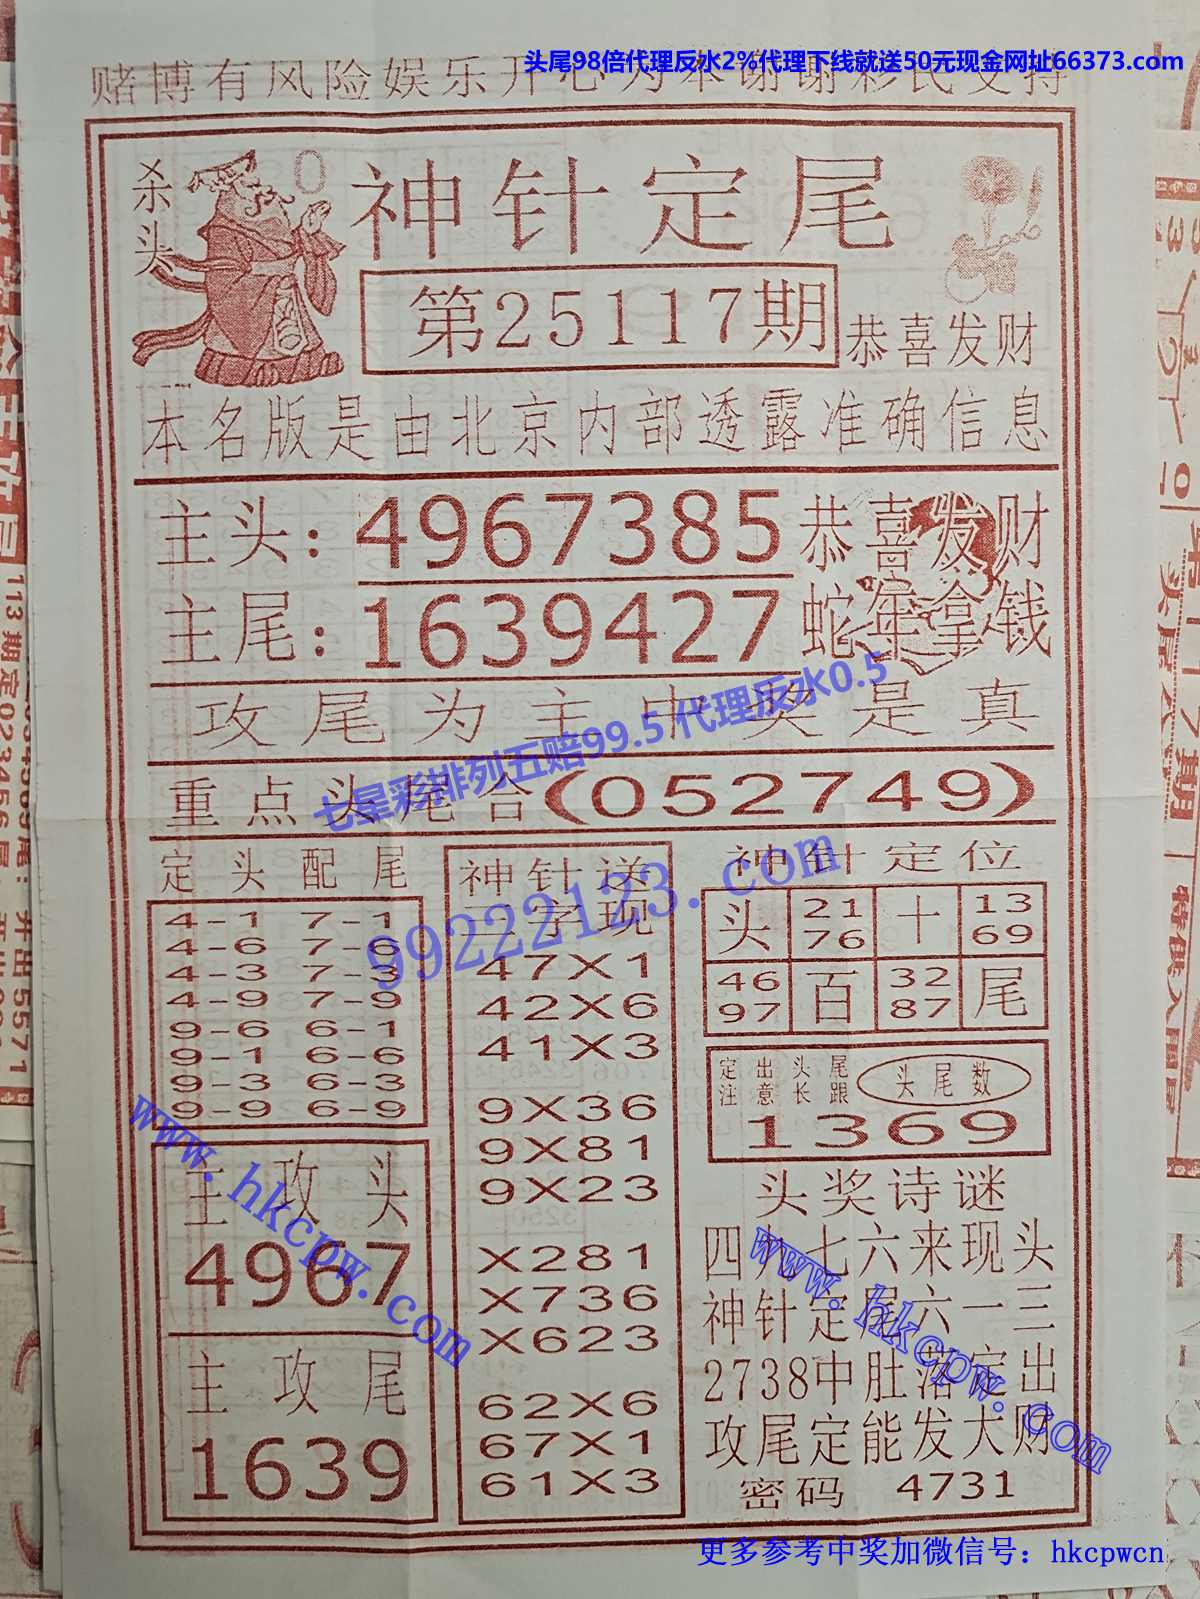 头尾98倍代理反水2%代理下线就送50元现金网址66373.com
赌博有风险娱乐开心为本谢谢彩民支持
杀头
0
神针定尾
第25117期
恭喜发财
本名版是由北京内部透露准确信息
主头：4967385 恭喜发财
主尾：1639427 蛇年拿钱
攻尾为主中奖是真
七星彩排列五赔99.5代理反水0.5
重点头尾合(052749)
99222123.com
定头配尾
4-1 7-1
4-6 7-6
4-3 7-3
4-9 7-9
9-6 6-1
9-1 6-6
9-3 6-3
9-9 6-9
www.hkcpw.com
主攻头
4967
主攻尾
1639
神针送
二字现
47X1
42X6
41X3
9X36
9X81
9X23
X281
X736
X623
62X6
67X1
61X3
神针定位
头 2176 十 1369
4697 百 3287 尾
定出头尾
注意长跟
头尾数
1369
头奖诗谜
四九七六来现头
神针定尾六一三
2738中肚落定出
攻尾定能发大财
密码 4731
www.hkcpw.com
更多参考中奖加微信号：hkcpwcn